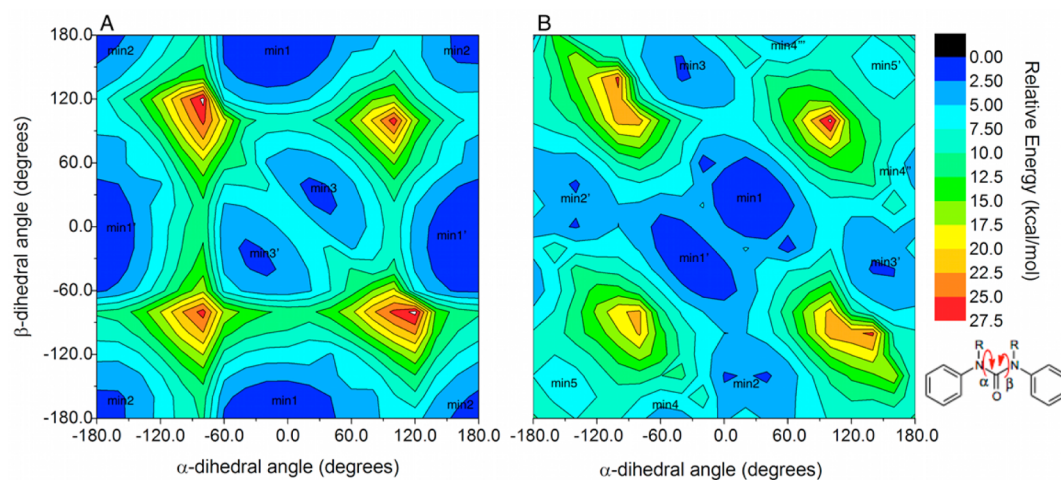 A
B
180.0
120.0
60.0
0.0
-60.0
-120.0
-180.0
β-dihedral angle (degrees)
min2
min1
min2
min3
min1'
min1'
min3'
min2
min1
min2
-180.0
-120.0
-60.0
0.0
60.0
120.0
180.0
α-dihedral angle (degrees)
min4'''
min3
min5'
min4''
min2'
min1
min1'
min3'
min5
min2
min4
-180.0
-120.0
-60.0
0.0
60.0
120.0
180.0
α-dihedral angle (degrees)
0.00
2.50
5.00
7.50
10.0
12.5
15.0
17.5
20.0
22.5
25.0
27.5
Relative Energy (kcal/mol)
R R
N N
α β
O